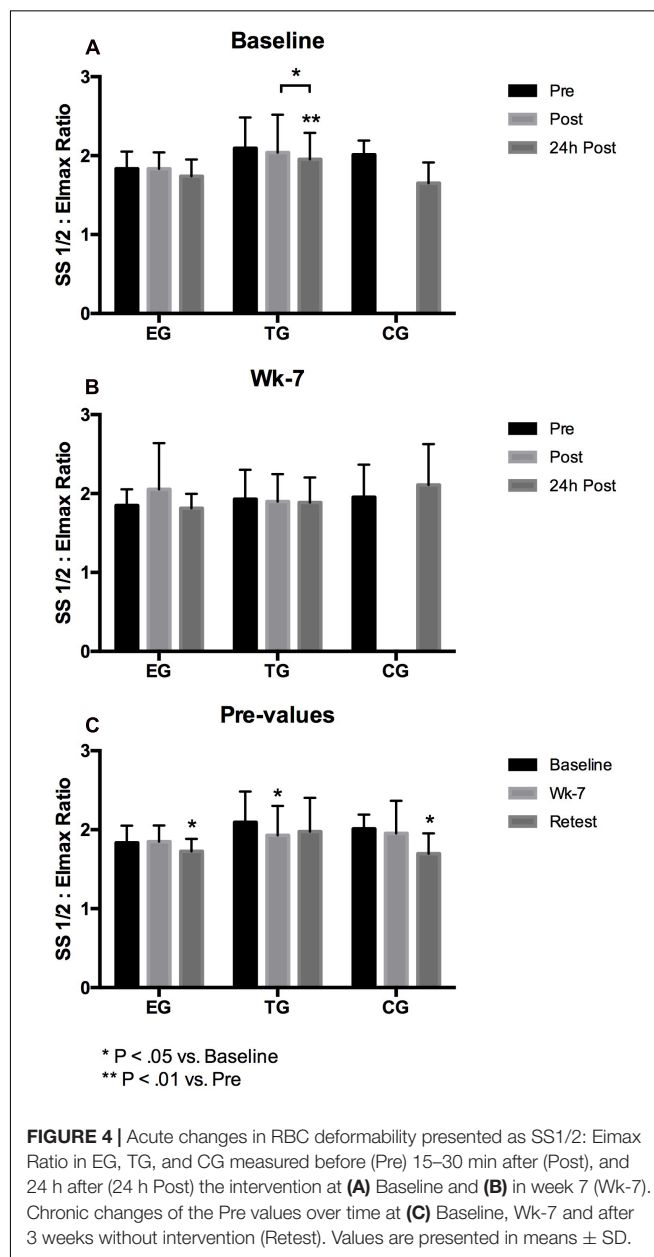 A
Baseline
SS 1/2 : EImax Ratio
3
2
1
0
*
**
EG
TG
CG
Pre
Post
24h Post
B
Wk-7
SS 1/2 : EImax Ratio
3
2
1
0
EG
TG
CG
Pre
Post
24h Post
C
Pre-values
SS 1/2 : EImax Ratio
3
2
1
0
*
*
*
EG
TG
CG
Baseline
Wk-7
Retest
* P < .05 vs. Baseline
** P < .01 vs. Pre
FIGURE 4 | Acute changes in RBC deformability presented as SS1/2: Eimax
Ratio in EG, TG, and CG measured before (Pre) 15–30 min after (Post), and
24 h after (24 h Post) the intervention at (A) Baseline and (B) in week 7 (Wk-7).
Chronic changes of the Pre values over time at (C) Baseline, Wk-7 and after
3 weeks without intervention (Retest). Values are presented in means ± SD.